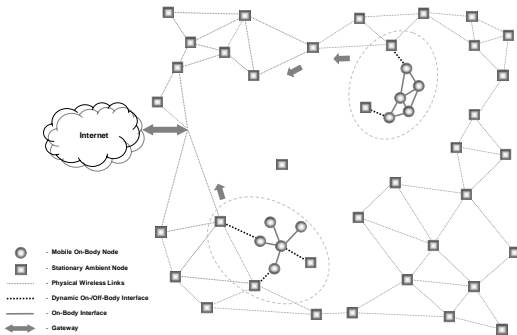 Internet
- Mobile On-Body Node
- Stationary Ambient Node
- Physical Wireless Links
- Dynamic On-/Off-Body Interface
- On-Body Interface
- Gateway